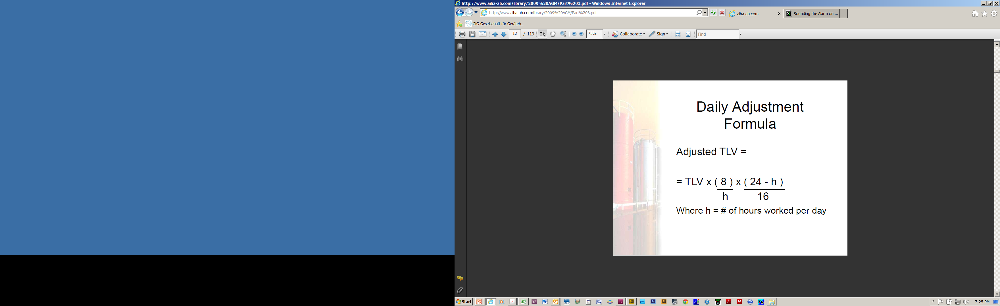 http://www.aiha-ab.com/library/2009%20AGM/Part%203.pdf - Windows Internet Explorer
http://www.aiha-ab.com/library/2009%20AGM/Part%203.pdf
aiha-ab.com
Sounding the Alarm on ...
GfG-Gesellschaft für Geräteb...
12 / 119
75%
Collaborate
Sign
Find
Daily Adjustment
Formula
Adjusted TLV =
= TLV x ( 8 ) x ( 24 - h )
h 16
Where h = # of hours worked per day
Start
7:25 PM